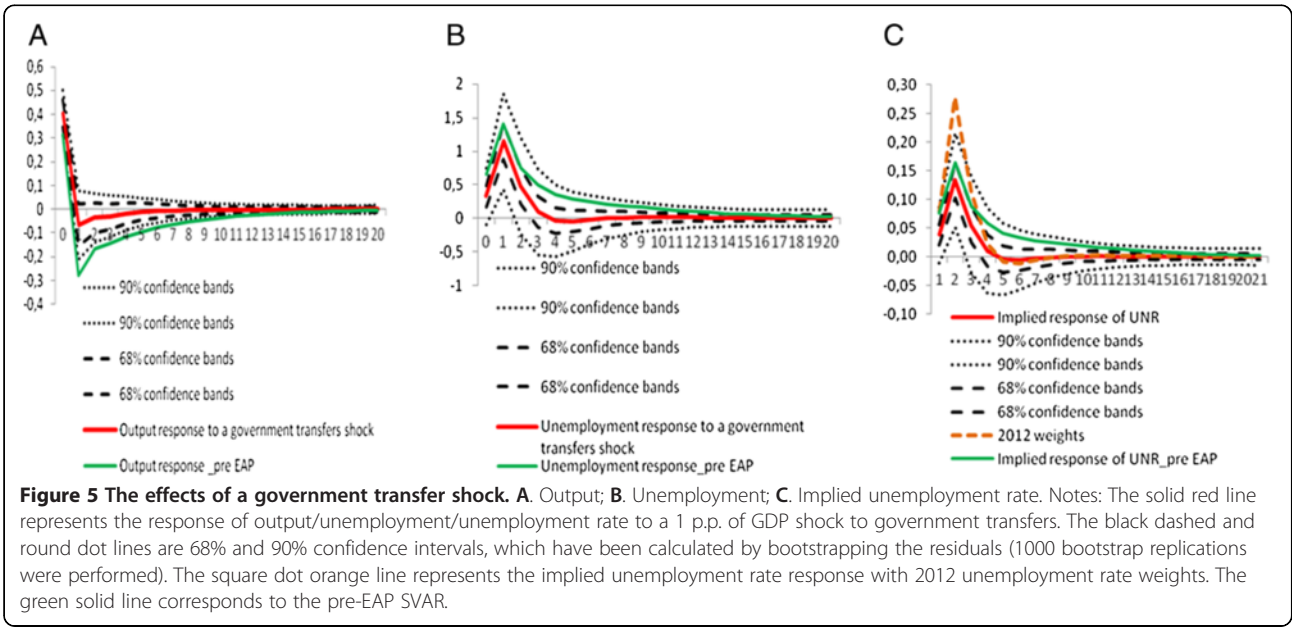 A
0,6
0,5
0,4
0,3
0,2
0,1
0
-0,1
-0,2
-0,3
-0,4
0 2 3 4 5 6 7 8 9 10 11 12 13 14 15 16 17 18 19 20
90% confidence bands
90% confidence bands
68% confidence bands
68% confidence bands
Output response to a government transfers shock
Output response _pre EAP
B
2
1,5
1
0,5
0
-0,5
-1
0 1 2 3 4 5 6 7 8 9 10 11 12 13 14 15 16 17 18 19 20
90% confidence bands
90% confidence bands
68% confidence bands
68% confidence bands
Unemployment response to a government
transfers shock
Unemployment response_pre EAP
C
0,30
0,25
0,20
0,15
0,10
0,05
0,00
-0,05
-0,10
1 2 3 4 5 6 7 8 9 10 11 12 13 14 15 16 17 18 19 20 21
Implied response of UNR
90% confidence bands
90% confidence bands
68% confidence bands
68% confidence bands
2012 weights
Implied response of UNR_pre EAP
Figure 5 The effects of a government transfer shock. A. Output; B. Unemployment; C. Implied unemployment rate. Notes: The solid red line
represents the response of output/unemployment/unemployment rate to a 1 p.p. of GDP shock to government transfers. The black dashed and
round dot lines are 68% and 90% confidence intervals, which have been calculated by bootstrapping the residuals (1000 bootstrap replications
were performed). The square dot orange line represents the implied unemployment rate response with 2012 unemployment rate weights. The
green solid line corresponds to the pre-EAP SVAR.